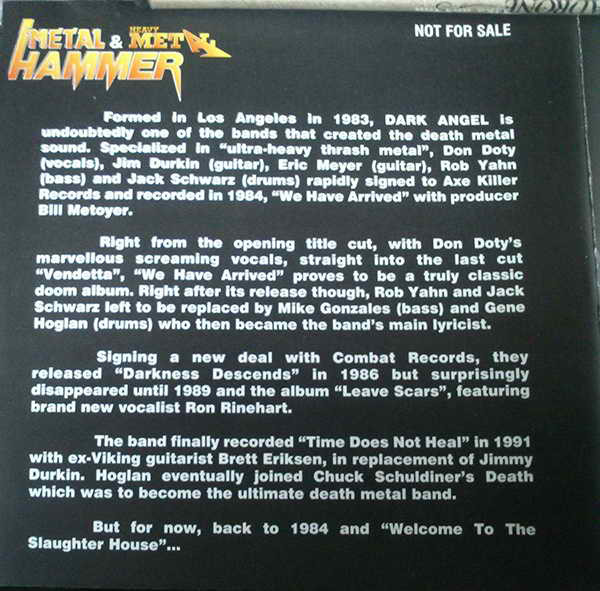 METAL & HEAVY METAL
HAMMER
NOT FOR SALE
Formed in Los Angeles in 1983, DARK ANGEL is
undoubtedly one of the bands that created the death metal
sound. Specialized in “ultra-heavy thrash metal”, Don Doty
(vocals), Jim Durkin (guitar), Eric Meyer (guitar), Rob Yahn
(bass) and Jack Schwarz (drums) rapidly signed to Axe Killer
Records and recorded in 1984, “We Have Arrived” with producer
Bill Metoyer.
Right from the opening title cut, with Don Doty's
marvellous screaming vocals, straight into the last cut
“Vendetta”, “We Have Arrived” proves to be a truly classic
doom album. Right after its release though, Rob Yahn and Jack
Schwarz left to be replaced by Mike Gonzales (bass) and Gene
Hoglan (drums) who then became the band's main lyricist.
Signing a new deal with Combat Records, they
released “Darkness Descends” in 1986 but surprisingly
disappeared until 1989 and the album “Leave Scars”, featuring
brand new vocalist Ron Rinehart.
The band finally recorded “Time Does Not Heal” in 1991
with ex-Viking guitarist Brett Eriksen, in replacement of Jimmy
Durkin. Hoglan eventually joined Chuck Schuldiner's Death
which was to become the ultimate death metal band.
But for now, back to 1984 and “Welcome To The
Slaughter House”...